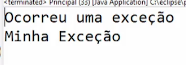 <terminated> Principal (33) [Java Application] C:\eclipse\
Ocorreu uma exceção
Minha Exceção